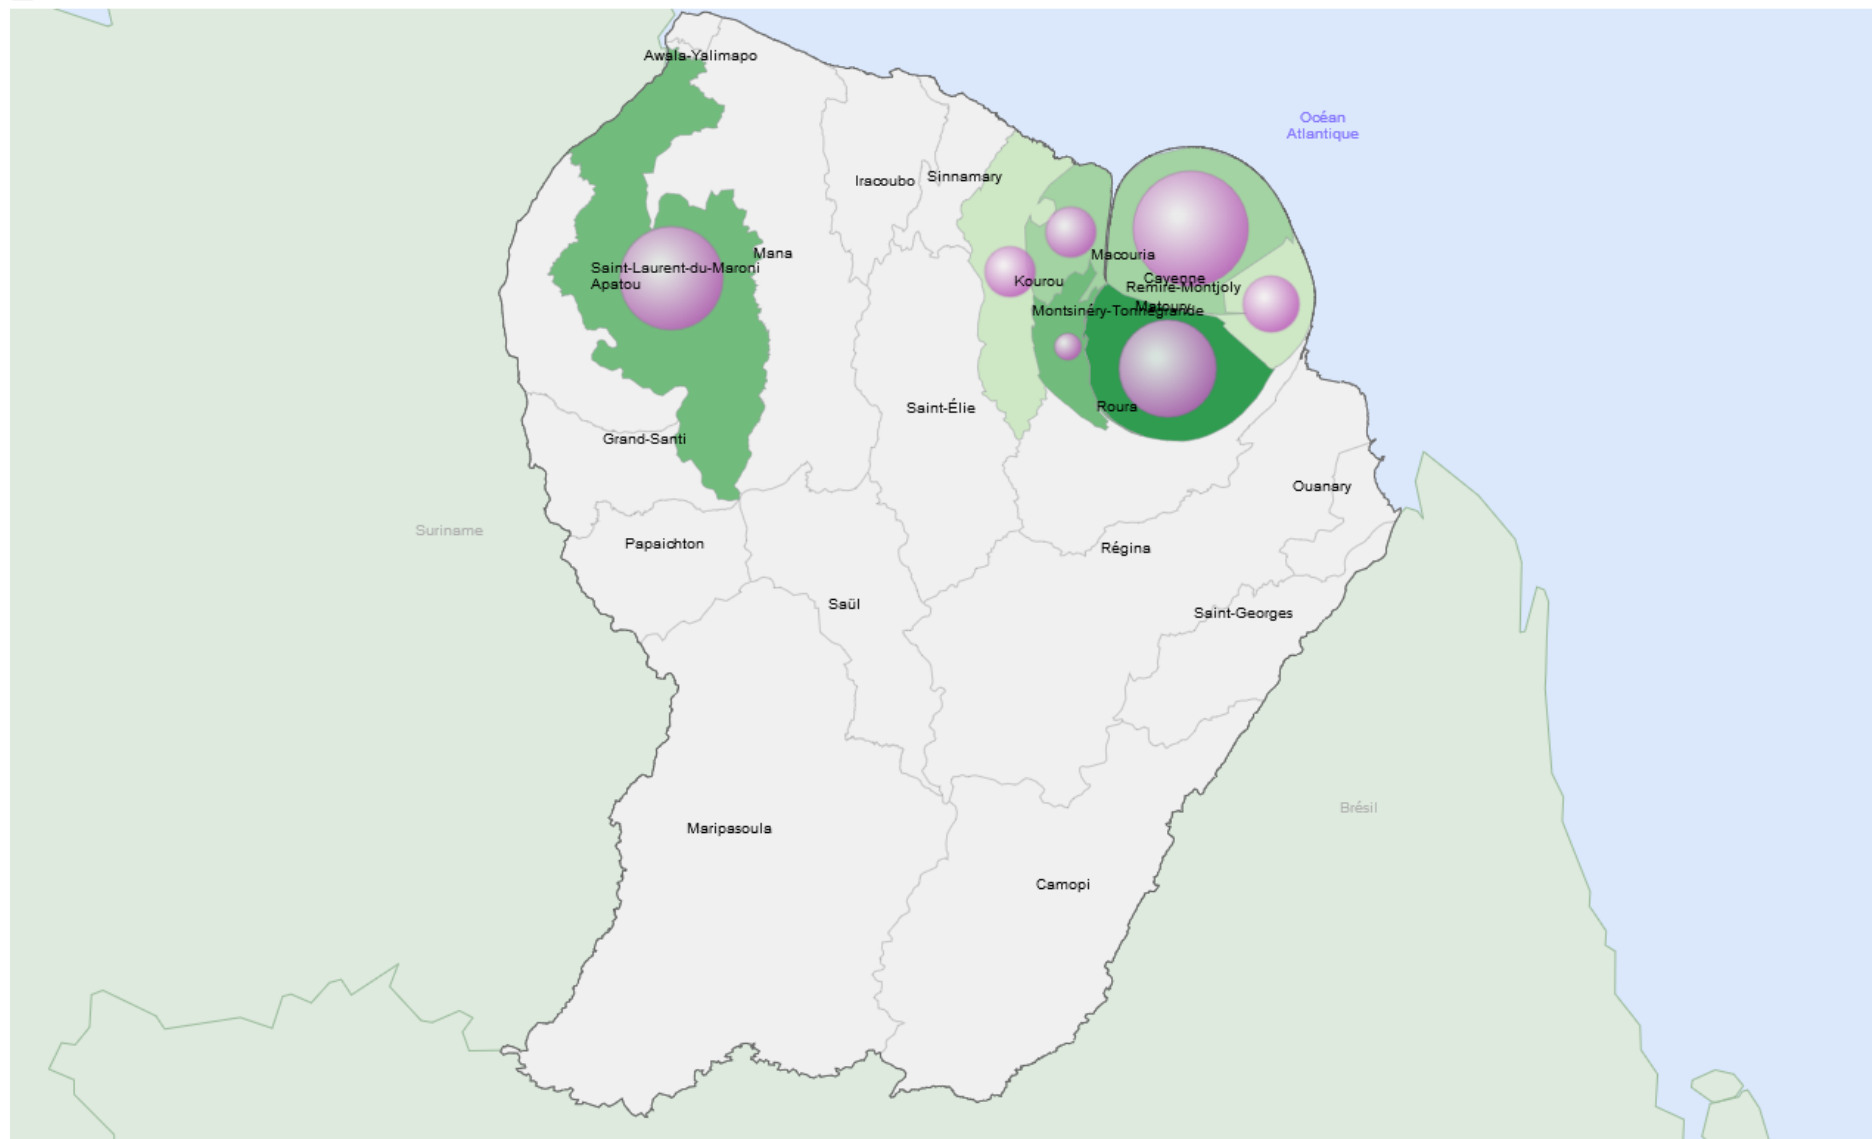 Awala-Yalimapo
Océan
Atlantique
Iracoubo
Sinnamary
Mana
Macouria
Saint-Laurent-du-Maroni
Cayenne
Apatou
Kourou
Remire-Montjoly
Matoury
Montsinéry-Tonnegrande
Roura
Saint-Élie
Grand-Santi
Ouanary
Suriname
Papaichton
Régina
Saül
Saint-Georges
Brésil
Maripasoula
Camopi